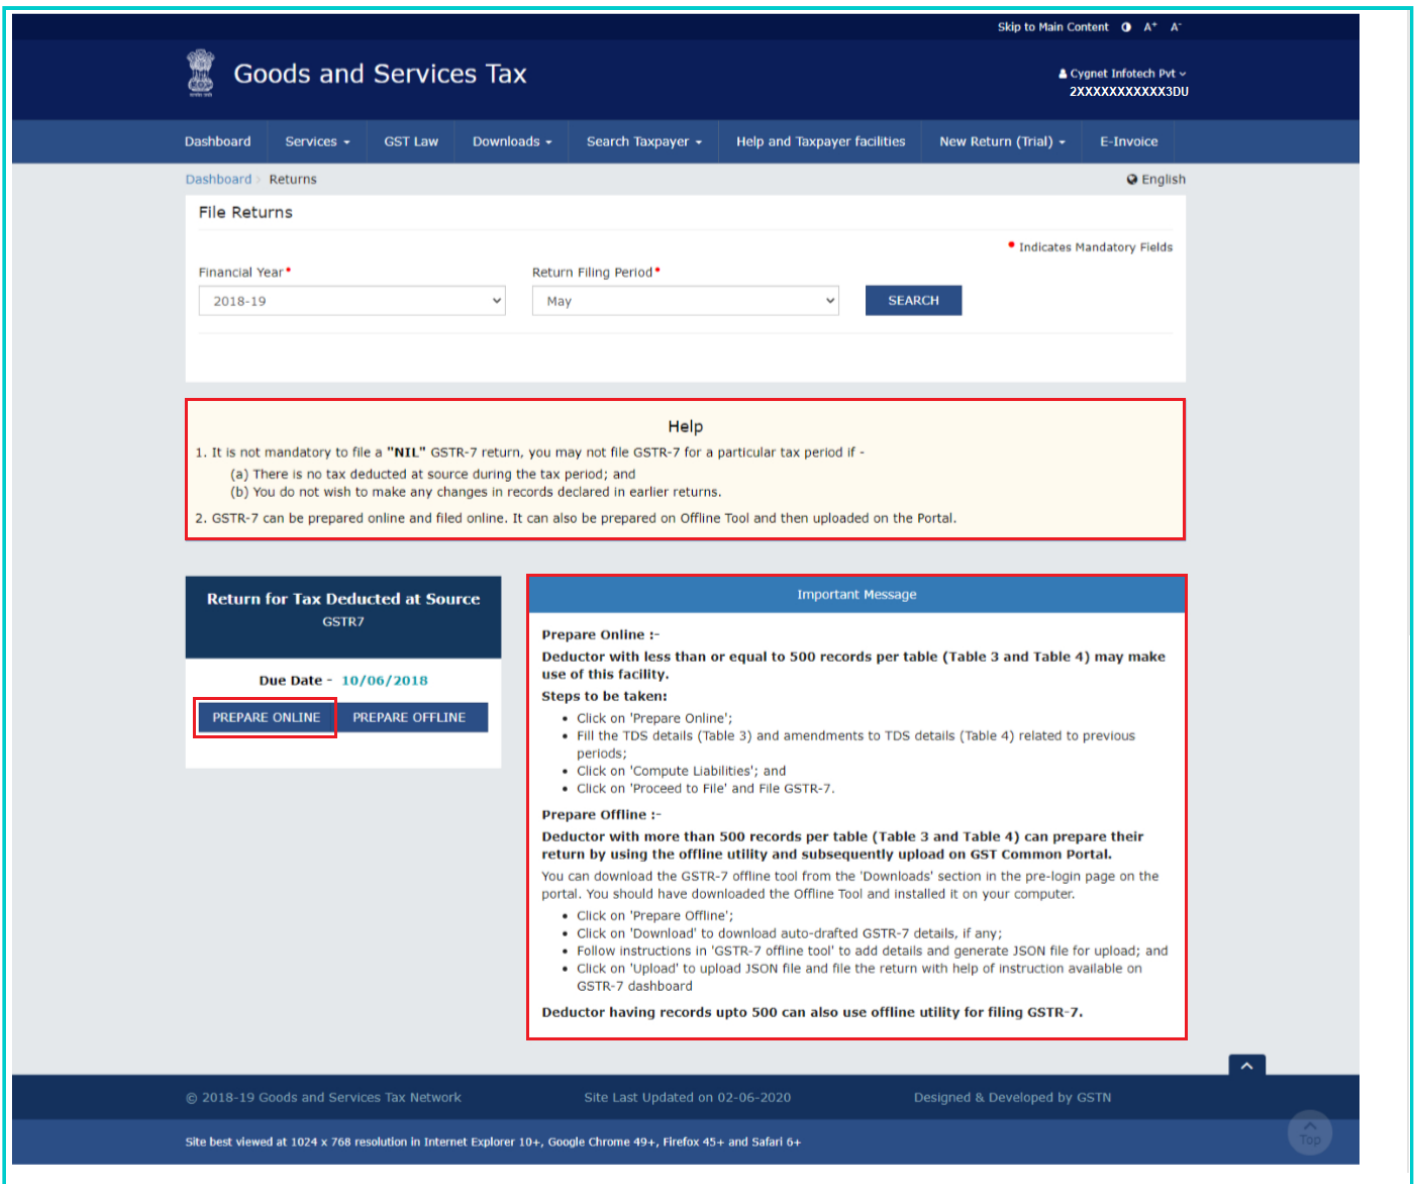 Skip to Main Content A+ A-
Goods and Services Tax
Cygnet Infotech Pvt
2XXXXXXXXXXX3DU
Dashboard Services GST Law Downloads Search Taxpayer Help and Taxpayer facilities New Return (Trial) E-Invoice
Dashboard > Returns English
File Returns
• Indicates Mandatory Fields
Financial Year• Return Filing Period•
2018-19 May SEARCH
Help
1. It is not mandatory to file a "NIL" GSTR-7 return, you may not file GSTR-7 for a particular tax period if -
(a) There is no tax deducted at source during the tax period; and
(b) You do not wish to make any changes in records declared in earlier returns.
2. GSTR-7 can be prepared online and filed online. It can also be prepared on Offline Tool and then uploaded on the Portal.
Return for Tax Deducted at Source
GSTR7
Due Date - 10/06/2018
PREPARE ONLINE PREPARE OFFLINE
Important Message
Prepare Online :-
Deductor with less than or equal to 500 records per table (Table 3 and Table 4) may make
use of this facility.
Steps to be taken:
• Click on 'Prepare Online';
• Fill the TDS details (Table 3) and amendments to TDS details (Table 4) related to previous
periods;
• Click on 'Compute Liabilities'; and
• Click on 'Proceed to File' and File GSTR-7.
Prepare Offline :-
Deductor with more than 500 records per table (Table 3 and Table 4) can prepare their
return by using the offline utility and subsequently upload on GST Common Portal.
You can download the GSTR-7 offline tool from the 'Downloads' section in the pre-login page on the
portal. You should have downloaded the Offline Tool and installed it on your computer.
• Click on 'Prepare Offline';
• Click on 'Download' to download auto-drafted GSTR-7 details, if any;
• Follow instructions in 'GSTR-7 offline tool' to add details and generate JSON file for upload; and
• Click on 'Upload' to upload JSON file and file the return with help of instruction available on
GSTR-7 dashboard
Deductor having records upto 500 can also use offline utility for filing GSTR-7.
© 2018-19 Goods and Services Tax Network Site Last Updated on 02-06-2020 Designed & Developed by GSTN
Top
Site best viewed at 1024 x 768 resolution in Internet Explorer 10+, Google Chrome 49+, Firefox 45+ and Safari 6+